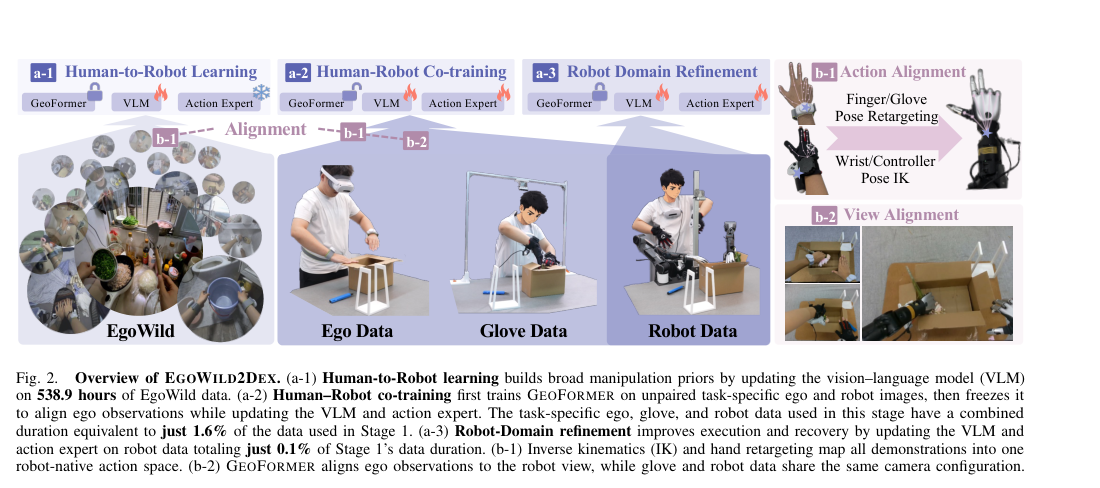 a-1 Human-to-Robot Learning
GeoFormer VLM Action Expert
a-2 Human-Robot Co-training
GeoFormer VLM Action Expert
a-3 Robot Domain Refinement
GeoFormer VLM Action Expert
b-1 Alignment b-1 b-2
EgoWild
Ego Data
Glove Data
Robot Data
b-1 Action Alignment
Finger/Glove
Pose Retargeting
Wrist/Controller
Pose IK
b-2 View Alignment
Fig. 2. Overview of EGOWILD2DEX. (a-1) Human-to-Robot learning builds broad manipulation priors by updating the vision–language model (VLM)
on 538.9 hours of EgoWild data. (a-2) Human–Robot co-training first trains GEOFORMER on unpaired task-specific ego and robot images, then freezes it
to align ego observations while updating the VLM and action expert. The task-specific ego, glove, and robot data used in this stage have a combined
duration equivalent to just 1.6% of the data used in Stage 1. (a-3) Robot-Domain refinement improves execution and recovery by updating the VLM and
action expert on robot data totaling just 0.1% of Stage 1's data duration. (b-1) Inverse kinematics (IK) and hand retargeting map all demonstrations into one
robot-native action space. (b-2) GEOFORMER aligns ego observations to the robot view, while glove and robot data share the same camera configuration.